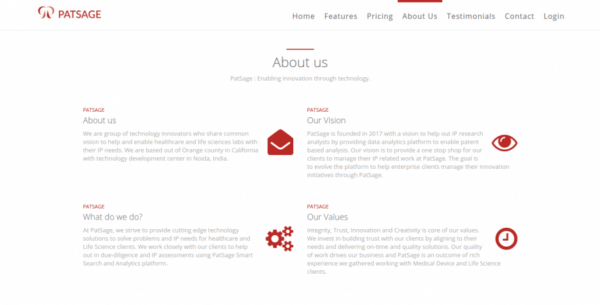 PATSAGE
Home Features Pricing About Us Testimonials Contact Login
About us
PatSage : Enabling Innovation through technology.
PATSAGE
About us
We are group of technology innovators who share common
vision to help and enable healthcare and life sciences labs with
their IP needs. We are based out of Orange county in California
with technology development center in Noida, India.
PATSAGE
Our Vision
PatSage is founded in 2017 with a vision to help out IP research
analysts by providing data analytics platform to enable patent
based analysis. Our vision is to provide a one stop shop for our
clients to manage their IP related work at PatSage. The goal is
to evolve the platform to help enterprise clients manage their innovation
initiatives through PatSage.
PATSAGE
What do we do?
At PatSage, we strive to provide cutting edge technology
solutions to solve problems and IP needs for healthcare and
Life Science clients. We work closely with our clients to help
out in due-diligence and IP assessments using PatSage Smart
Search and Analytics platform.
PATSAGE
Our Values
Integrity, Trust, Innovation and Creativity is core of our values.
We invest in building trust with our clients by aligning to their
needs and delivering on-time and quality solutions. Our quality
of work drives our business and PatSage is an outcome of rich
experience we gathered working with Medical Device and Life Science
clients.